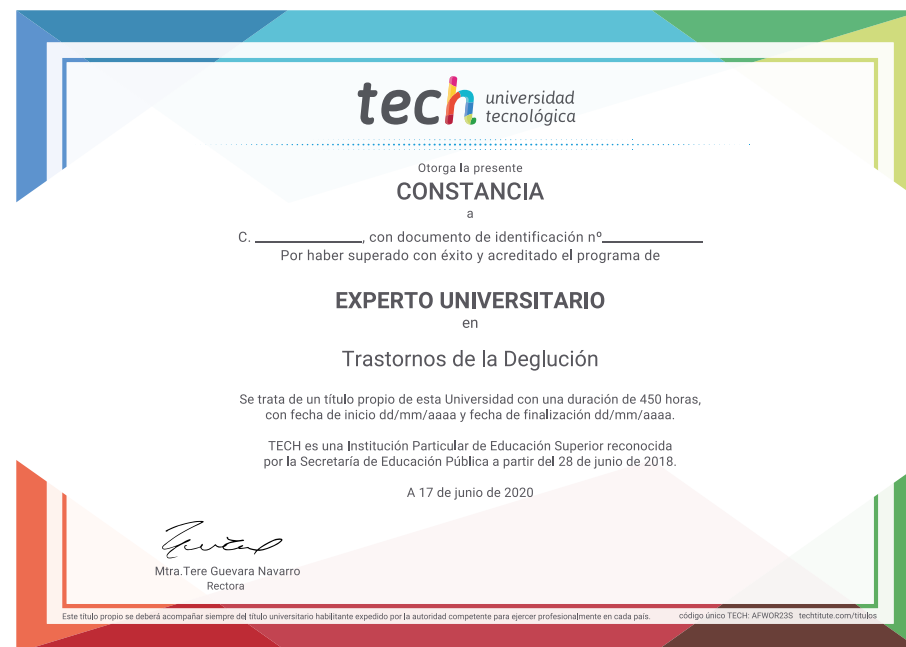 tech universidad
tecnológica
Otorga la presente
CONSTANCIA
a
C. ______________, con documento de identificación nº_____________
Por haber superado con éxito y acreditado el programa de
EXPERTO UNIVERSITARIO
en
Trastornos de la Deglución
Se trata de un título propio de esta Universidad con una duración de 450 horas,
con fecha de inicio dd/mm/aaaa y fecha de finalización dd/mm/aaaa.
TECH es una Institución Particular de Educación Superior reconocida
por la Secretaría de Educación Pública a partir del 28 de junio de 2018.
A 17 de junio de 2020
Mtra.Tere Guevara Navarro
Rectora
Este título propio se deberá acompañar siempre del título universitario habilitante expedido por la autoridad competente para ejercer profesionalmente en cada país. código único TECH: AFWOR23S techtitute.com/titulos